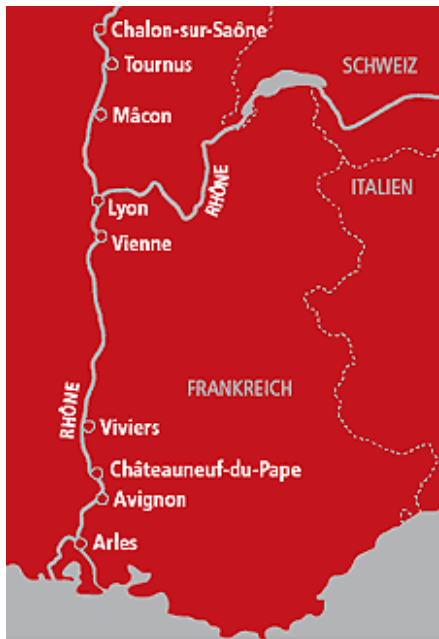 Chalon-sur-Saône
Tournus
SCHWEIZ
Mâcon
RHÔNE
ITALIEN
Lyon
Vienne
FRANKREICH
RHÔNE
Viviers
Châteauneuf-du-Pape
Avignon
Arles